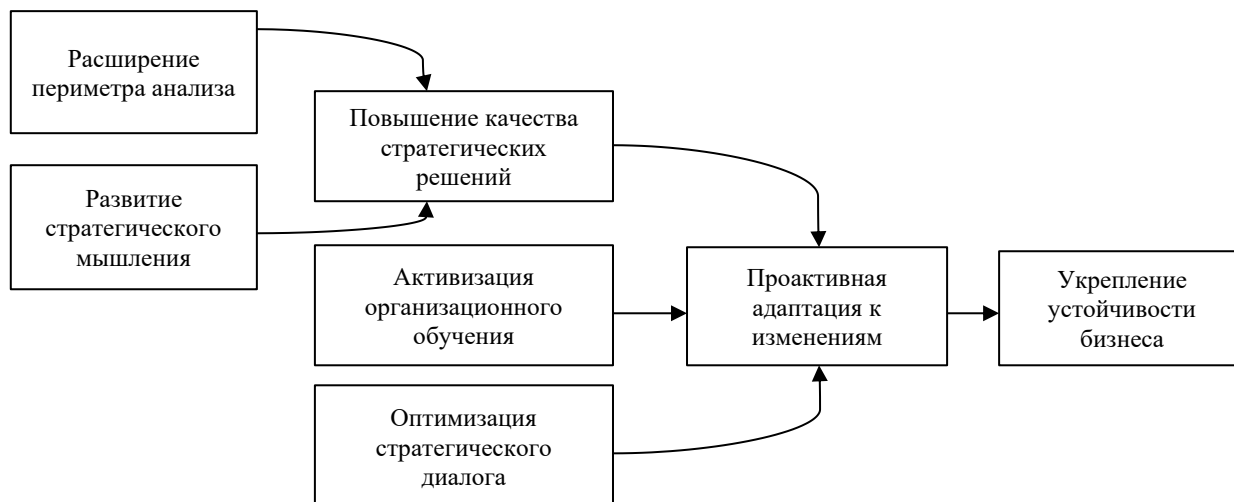 Расширение
периметра анализа
Развитие
стратегического
мышления
Повышение качества
стратегических
решений
Активизация
организационного
обучения
Оптимизация
стратегического
диалога
Проактивная
адаптация к
изменениям
Укрепление
устойчивости
бизнеса